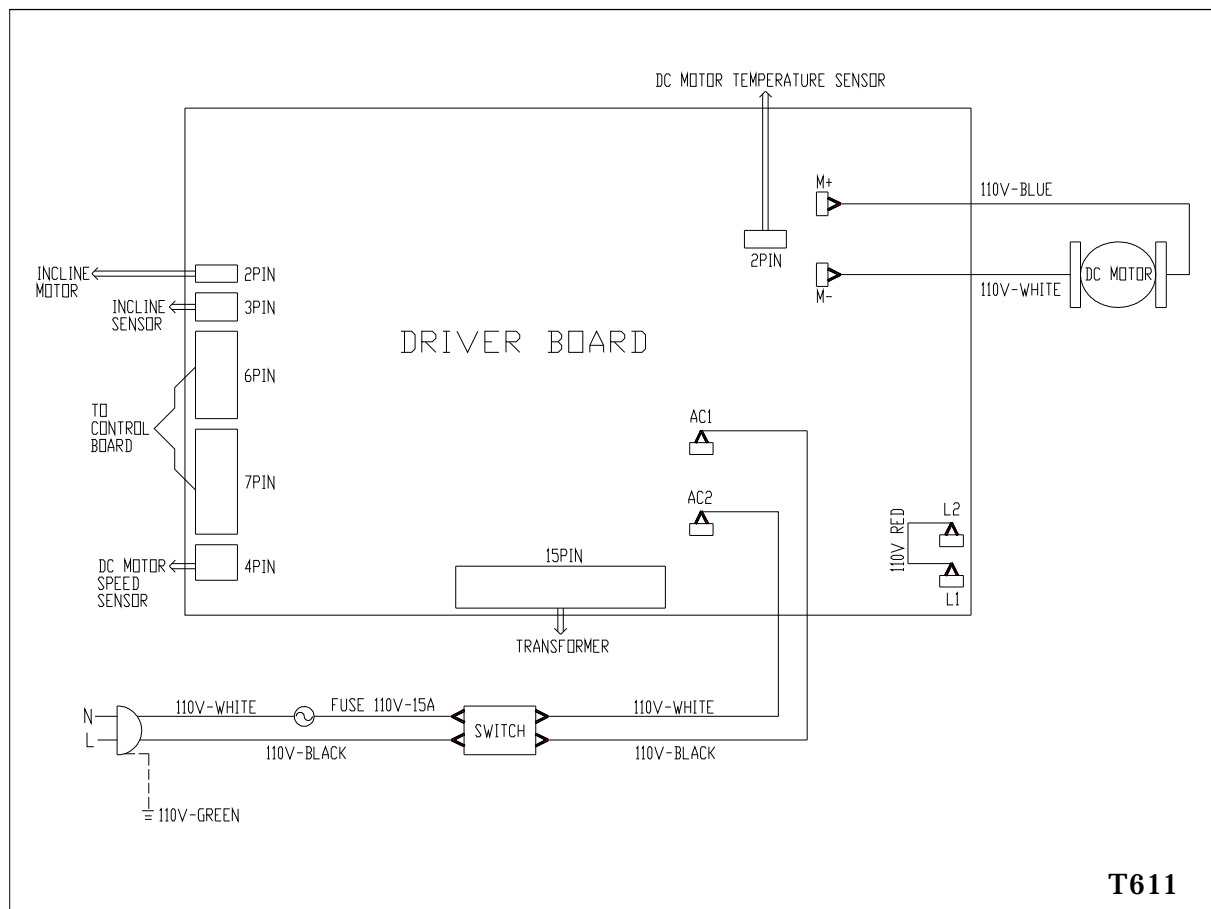 DC MOTOR TEMPERATURE SENSOR
M+
110V-BLUE
2PIN
DC MOTOR
M-
110V-WHITE
INCLINE
MOTOR
2PIN
INCLINE
SENSOR
3PIN
DRIVER BOARD
6PIN
TO
CONTROL
BOARD
AC1
7PIN
AC2
L2
110V RED
L1
15PIN
DC MOTOR
SPEED
SENSOR
4PIN
TRANSFORMER
N
110V-WHITE
FUSE 110V-15A
SWITCH
110V-WHITE
L
110V-BLACK
110V-BLACK
110V-GREEN
T611